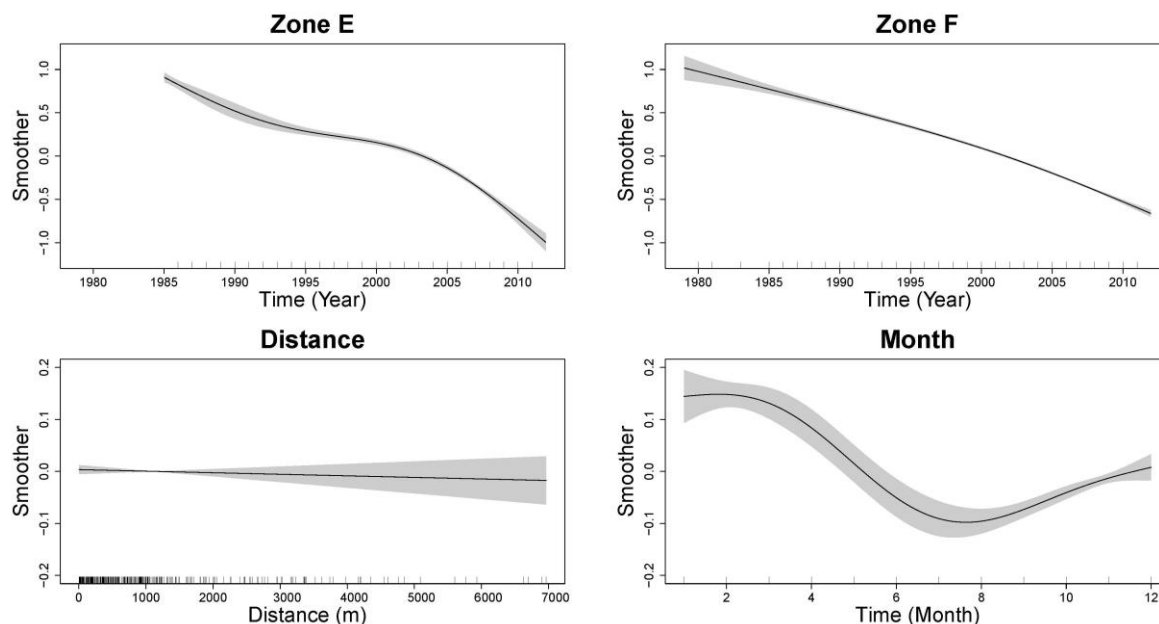 Zone E
Zone F
Smoother
1.0
0.5
0.0
−0.5
−1.0
1980 1985 1990 1995 2000 2005 2010
Time (Year)
Smoother
1.0
0.5
0.0
−0.5
−1.0
1980 1985 1990 1995 2000 2005 2010
Time (Year)
Distance
Month
Smoother
0.2
0.1
0.0
−0.1
−0.2
0 1000 2000 3000 4000 5000 6000 7000
Distance (m)
Smoother
0.2
0.1
0.0
−0.1
−0.2
2 4 6 8 10 12
Time (Month)